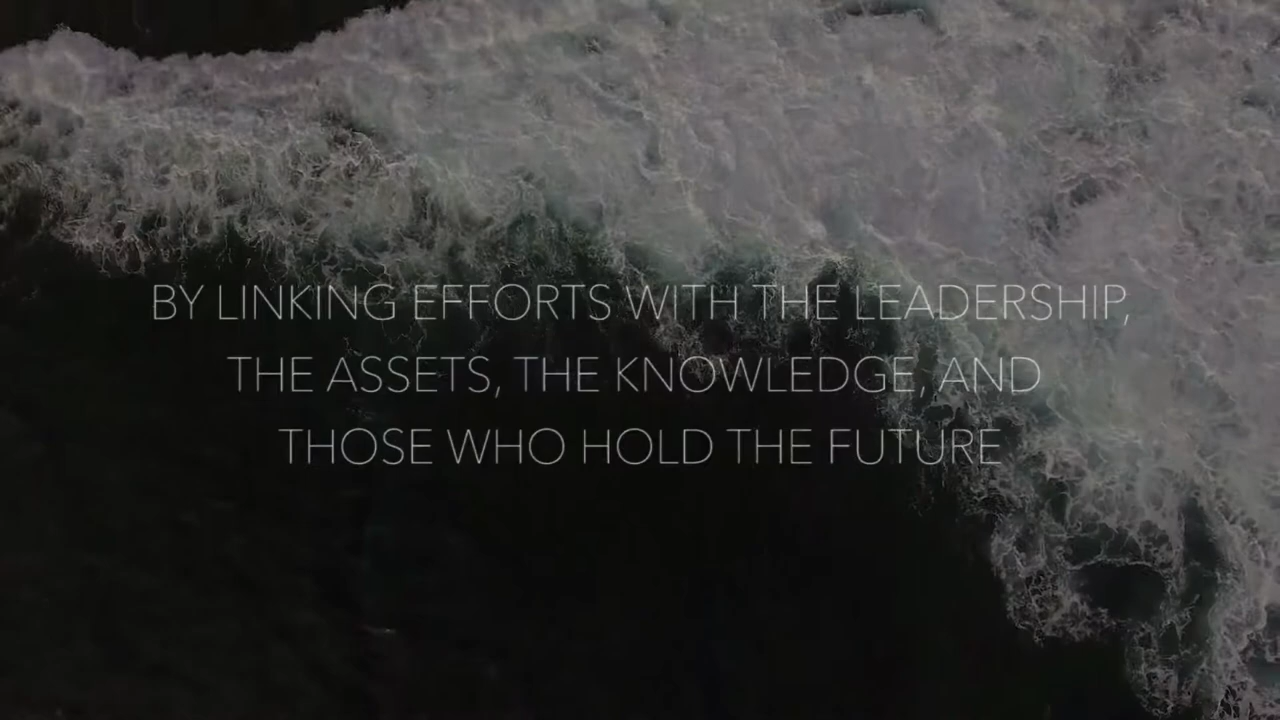 BY LINKING EFFORTS WITH THE LEADERSHIP,
THE ASSETS, THE KNOWLEDGE, AND
THOSE WHO HOLD THE FUTURE